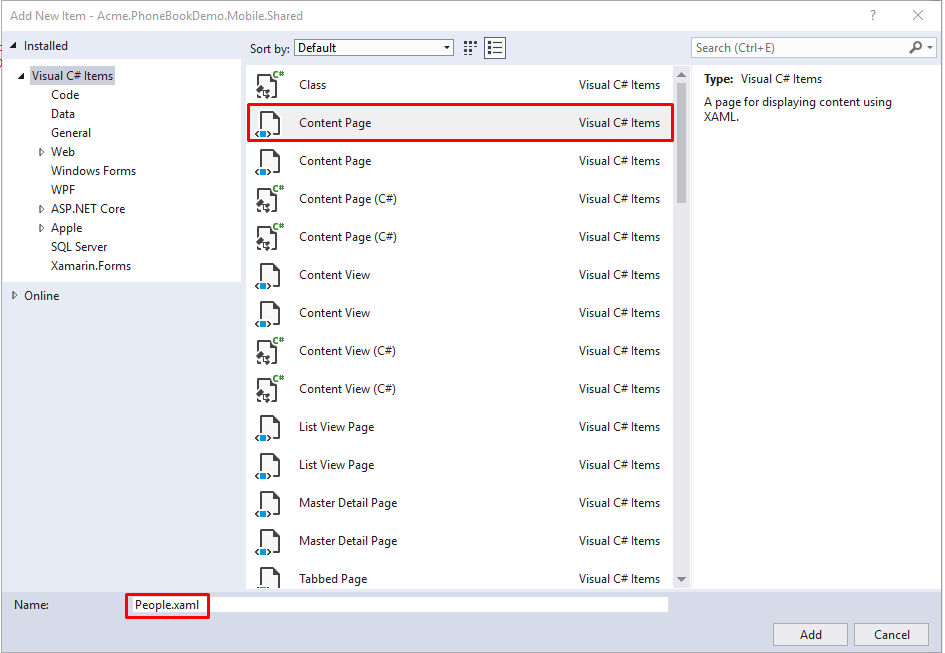 Add New Item - Acme.PhoneBookDemo.Mobile.Shared ?
Installed
Sort by: Default
Search (Ctrl+E)
Visual C# Items
Code
Data
General
Web
Windows Forms
WPF
ASP.NET Core
Apple
SQL Server
Xamarin.Forms
Online
C# Class Visual C# Items
Content Page Visual C# Items
Content Page Visual C# Items
C# Content Page (C#) Visual C# Items
C# Content Page (C#) Visual C# Items
Content View Visual C# Items
Content View Visual C# Items
C# Content View (C#) Visual C# Items
C# Content View (C#) Visual C# Items
List View Page Visual C# Items
List View Page Visual C# Items
Master Detail Page Visual C# Items
Master Detail Page Visual C# Items
Tabbed Page Visual C# Items
Type: Visual C# Items
A page for displaying content using
XAML.
Name: People.xaml
Add Cancel